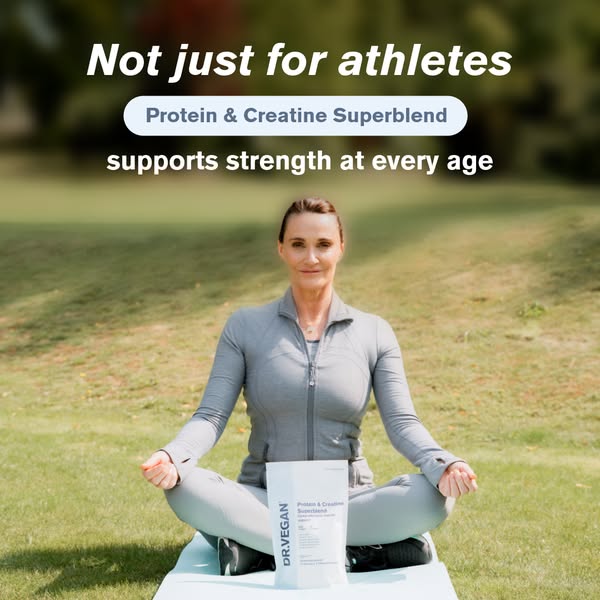 Not just for athletes
Protein & Creatine Superblend
supports strength at every age
DR.VEGAN
Protein & Creatine
Superblend